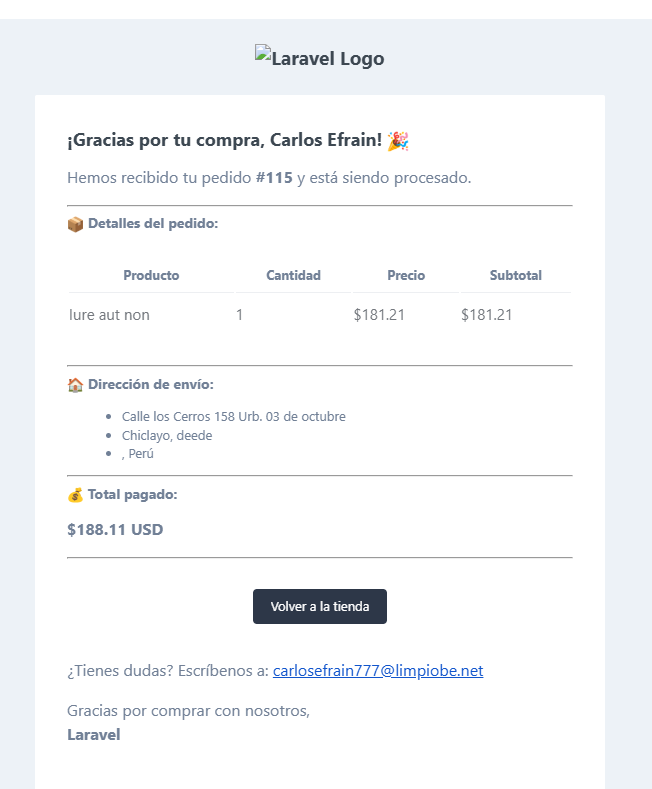 Laravel Logo
¡Gracias por tu compra, Carlos Efrain! 🎉
Hemos recibido tu pedido #115 y está siendo procesado.
📦 Detalles del pedido:
Producto Cantidad Precio Subtotal
Iure aut non 1 $181.21 $181.21
🏠 Dirección de envío:
• Calle los Cerros 158 Urb. 03 de octubre
• Chiclayo, deede
• , Perú
💰 Total pagado:
$188.11 USD
Volver a la tienda
¿Tienes dudas? Escríbenos a: carlosefrain777@limpiobe.net
Gracias por comprar con nosotros,
Laravel